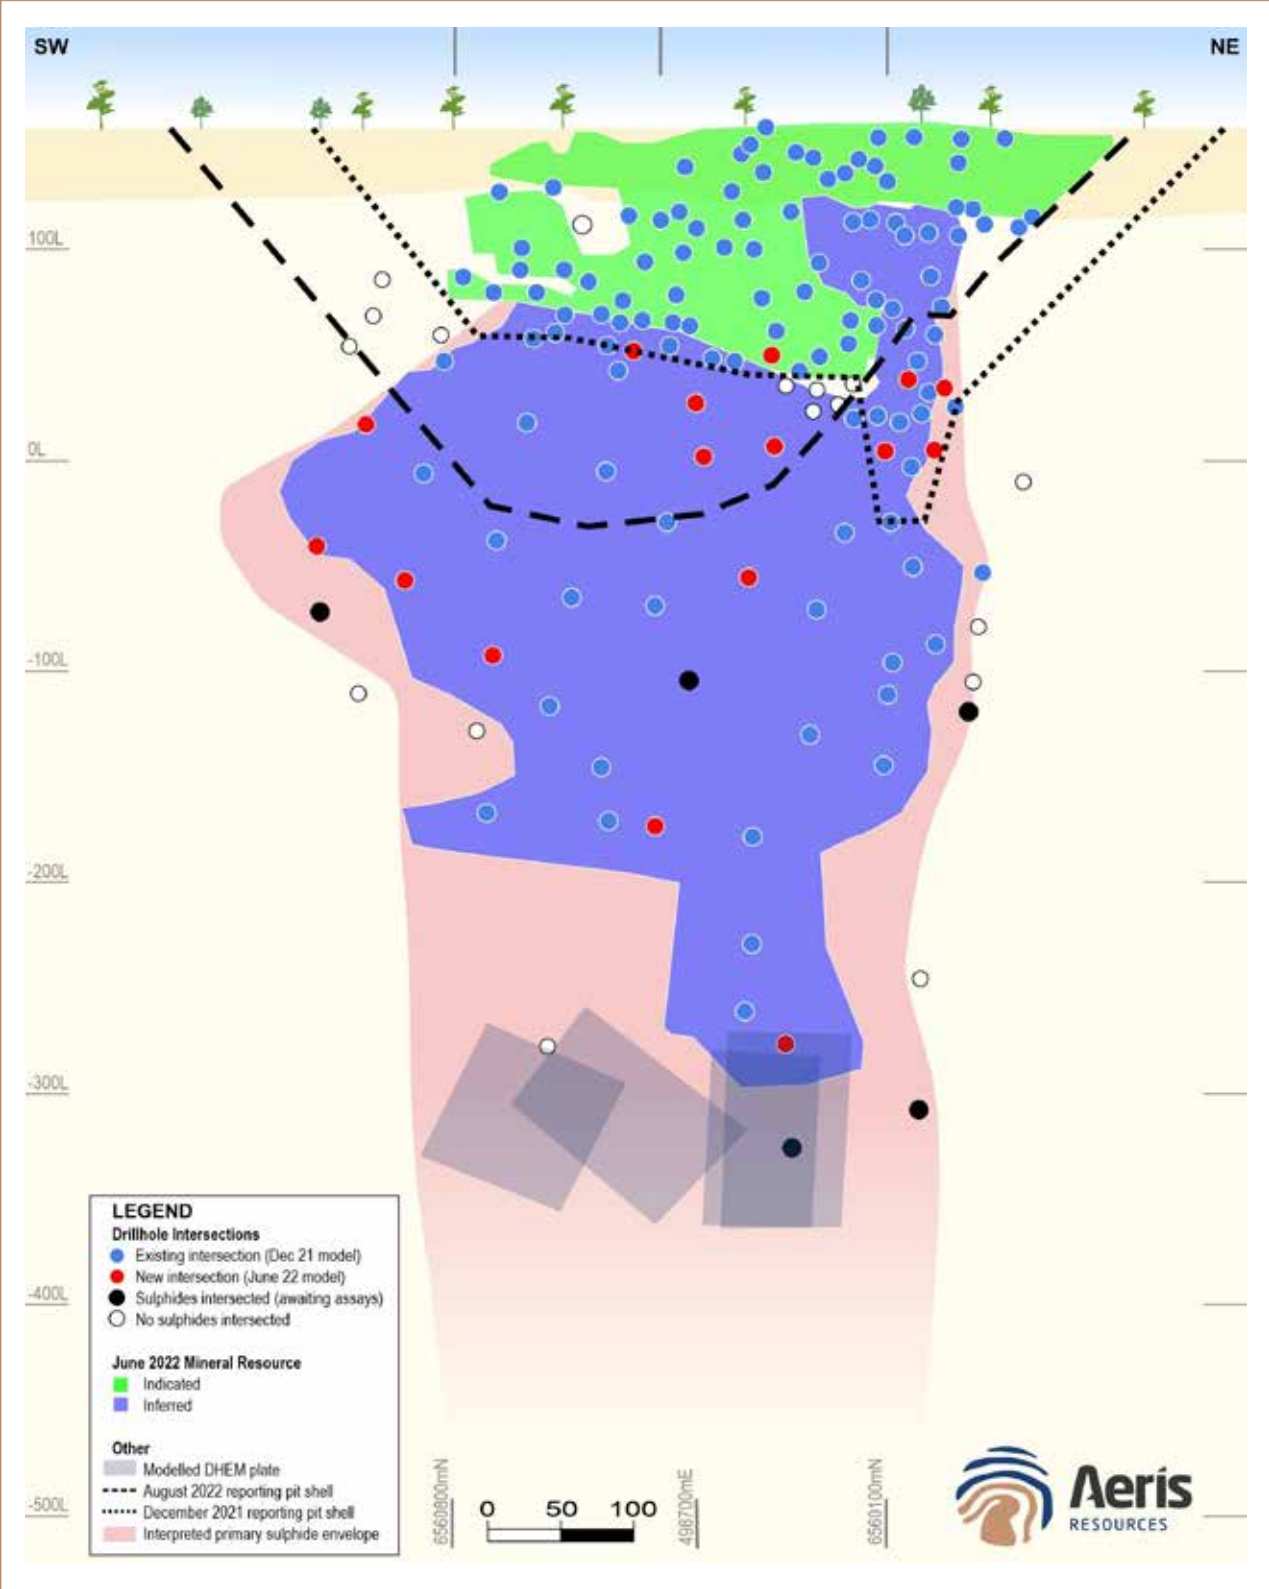 SW
NE
100L
0L
-100L
-200L
-300L
-400L
-500L
LEGEND
Drillhole Intersections
Existing intersection (Dec 21 model)
New intersection (June 22 model)
Sulphides intersected (awaiting assays)
No sulphides intersected
June 2022 Mineral Resource
Indicated
Inferred
Other
Modelled DHEM plate
August 2022 reporting pit shell
December 2021 reporting pit shell
Interpreted primary sulphide envelope
6560800mN
0 50 100
498700mE
6560100mN
Aeris
RESOURCES